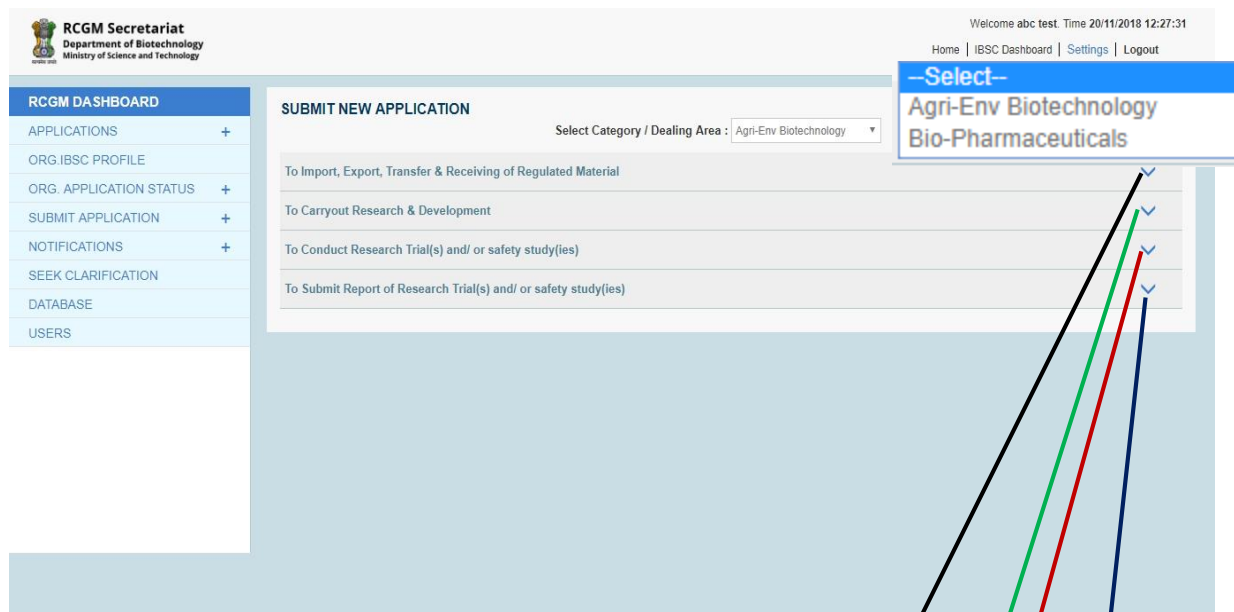 RCGM Secretariat
Department of Biotechnology
Ministry of Science and Technology
Welcome abc test. Time 20/11/2018 12:27:31
Home | IBSC Dashboard | Settings | Logout
--Select--
Agri-Env Biotechnology
Bio-Pharmaceuticals
RCGM DASHBOARD
APPLICATIONS +
ORG.IBSC PROFILE
ORG. APPLICATION STATUS +
SUBMIT APPLICATION +
NOTIFICATIONS +
SEEK CLARIFICATION
DATABASE
USERS
SUBMIT NEW APPLICATION
Select Category / Dealing Area : Agri-Env Biotechnology
To Import, Export, Transfer & Receiving of Regulated Material
To Carryout Research & Development
To Conduct Research Trial(s) and/ or safety study(ies)
To Submit Report of Research Trial(s) and/ or safety study(ies)